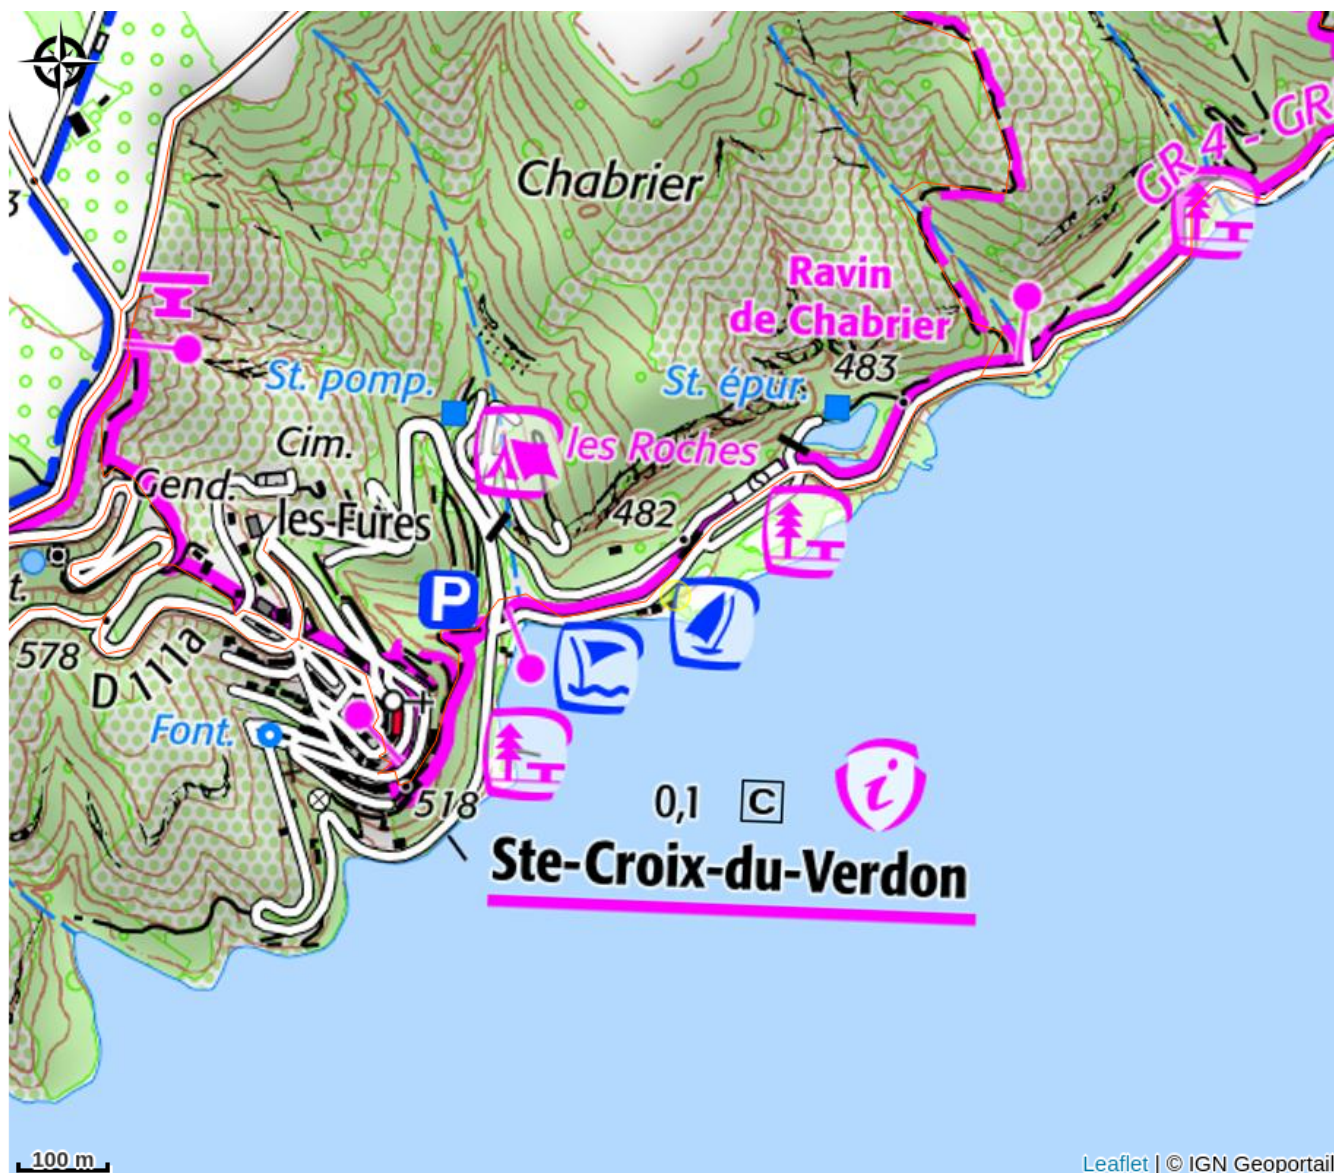 GR 4 - GR
Chabrier
3
Ravin
de Chabrier
St. pomp.
St. épur.
483
Cim.
les Roches
Gend.
les Fures
482
t.
P
578
D 111a
Font.
518
0,1 C i
Ste-Croix-du-Verdon
100 m
Leaflet | © IGN Geoportail